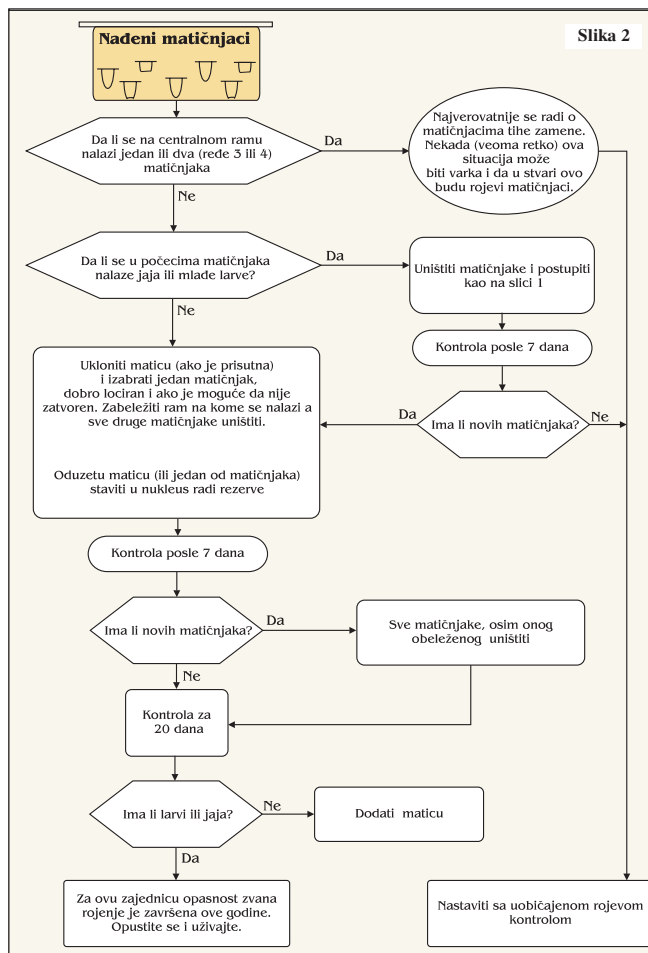 Slika 2
Nađeni matičnjaci
Da li se na centralnom ramu
nalazi jedan ili dva (ređe 3 ili 4)
matičnjaka
Da
Najverovatnije se radi o
matičnjacima tihe zamene.
Nekada (veoma retko) ova
situacija može
biti varka i da u stvari ovo
budu rojevi matičnjaci.
Ne
Da li se u počecima matičnjaka
nalaze jaja ili mlađe larve?
Da
Uništiti matičnjake i postupiti
kao na slici 1
Ne
Kontrola posle 7 dana
Ima li novih matičnjaka?
Da
Ne
Ukloniti maticu (ako je prisutna)
i izabrati jedan matičnjak,
dobro lociran i ako je moguće da nije
zatvoren. Zabeležiti ram na kome se nalazi a
sve druge matičnjake uništiti.
Oduzetu maticu (ili jedan od matičnjaka)
staviti u nukleus radi rezerve
Kontrola posle 7 dana
Ima li novih matičnjaka?
Da
Sve matičnjake, osim onog
obeleženog uništiti
Ne
Kontrola za
20 dana
Ima li larvi ili jaja?
Ne
Dodati maticu
Da
Za ovu zajednicu opasnost zvana
rojenje je završena ove godine.
Opustite se i uživajte.
Nastaviti sa uobičajenom rojevom
kontrolom